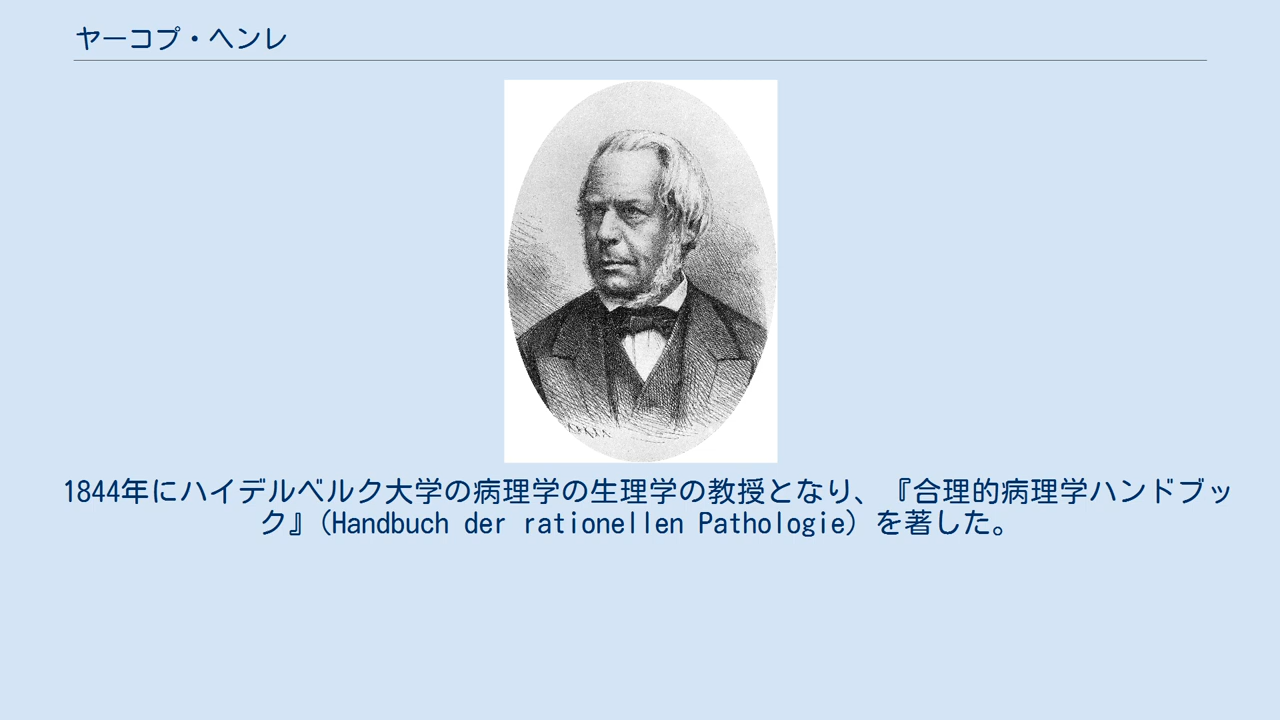 ヤーコプ・ヘンレ
1844年にハイデルベルク大学の病理学の生理学の教授となり、『合理的病理学ハンドブッ
ク』(Handbuch der rationellen Pathologie) を著した。